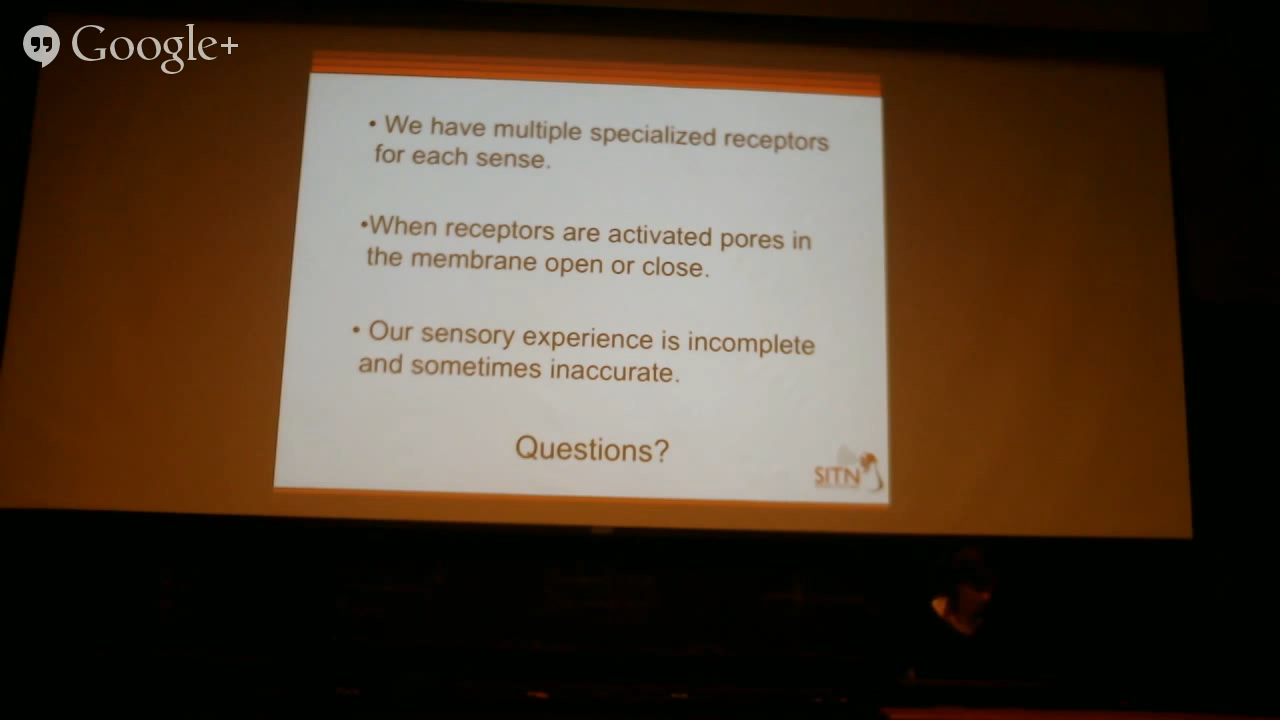 Google+
• We have multiple specialized receptors
for each sense.
•When receptors are activated pores in
the membrane open or close.
• Our sensory experience is incomplete
and sometimes inaccurate.
Questions?
SITN